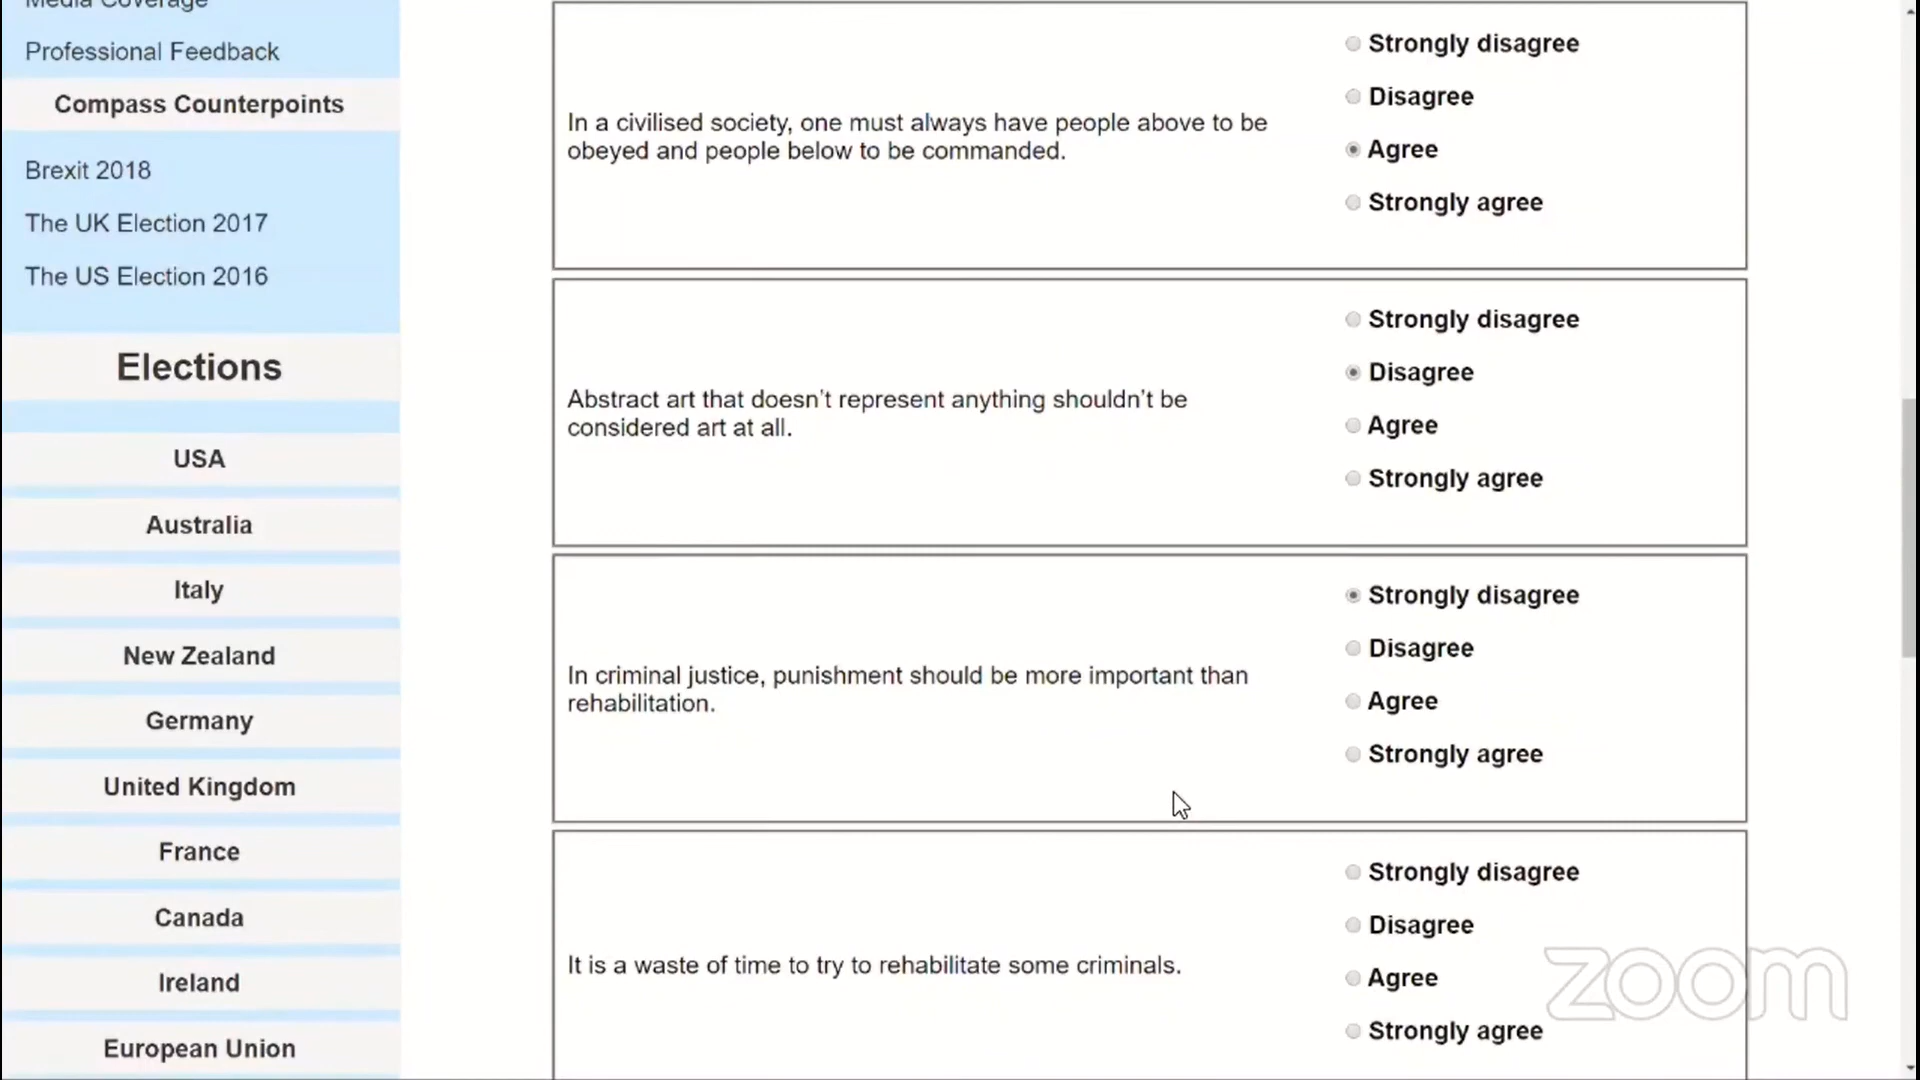 Media Coverage
Professional Feedback
Compass Counterpoints
Brexit 2018
The UK Election 2017
The US Election 2016
Elections
USA
Australia
Italy
New Zealand
Germany
United Kingdom
France
Canada
Ireland
European Union
In a civilised society, one must always have people above to be
obeyed and people below to be commanded.
Strongly disagree
Disagree
Agree
Strongly agree
Abstract art that doesn't represent anything shouldn't be
considered art at all.
Strongly disagree
Disagree
Agree
Strongly agree
In criminal justice, punishment should be more important than
rehabilitation.
Strongly disagree
Disagree
Agree
Strongly agree
It is a waste of time to try to rehabilitate some criminals.
Strongly disagree
Disagree
Agree
Strongly agree
zoom